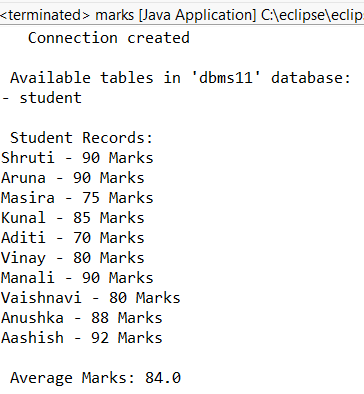 <terminated> marks [Java Application] C:\eclipse\eclip
Connection created
Available tables in 'dbms11' database:
- student
Student Records:
Shruti - 90 Marks
Aruna - 90 Marks
Masira - 75 Marks
Kunal - 85 Marks
Aditi - 70 Marks
Vinay - 80 Marks
Manali - 90 Marks
Vaishnavi - 80 Marks
Anushka - 88 Marks
Aashish - 92 Marks
Average Marks: 84.0